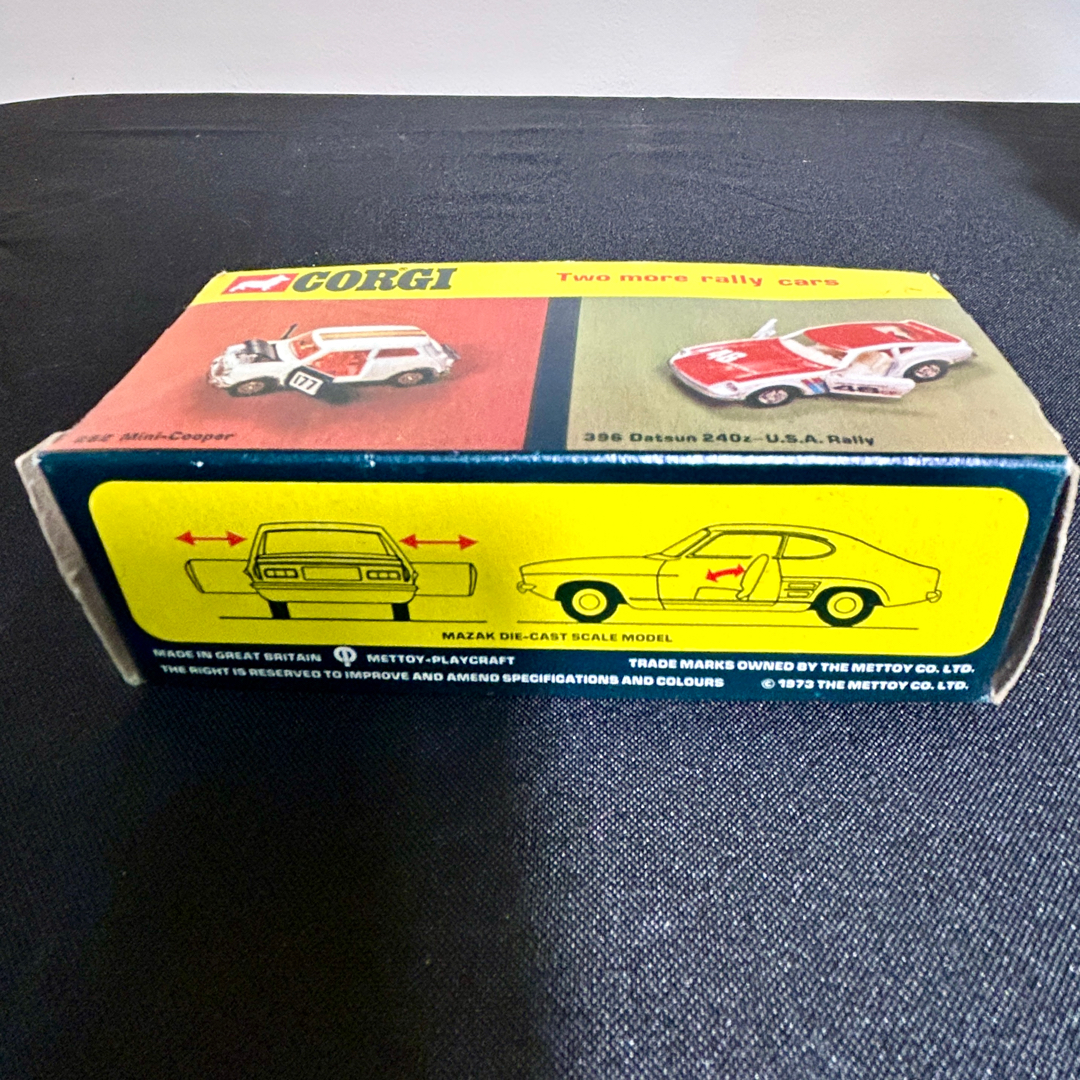 CORGI
Two more rally cars
177
48
48
Mini-Cooper
396 Datsun 240z-U.S.A. Rally
MAZAK DIE-CAST SCALE MODEL
MADE IN GREAT BRITAIN METTOY-PLAYCRAFT
TRADE MARKS OWNED BY THE METTOY CO. LTD.
THE RIGHT IS RESERVED TO IMPROVE AND AMEND SPECIFICATIONS AND COLOURS
© 1973 THE METTOY CO. LTD.